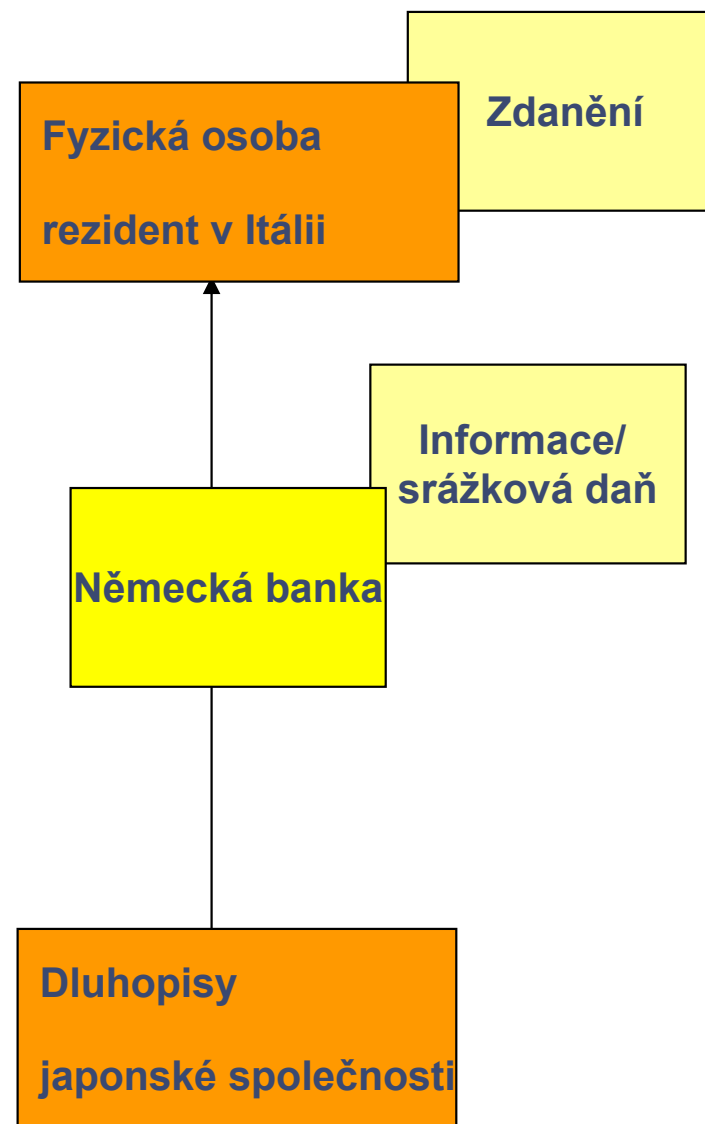 Zdanění
Fyzická osoba
rezident v Itálii
Informace/
srážková daň
Německá banka
Dluhopisy
japonské společnosti